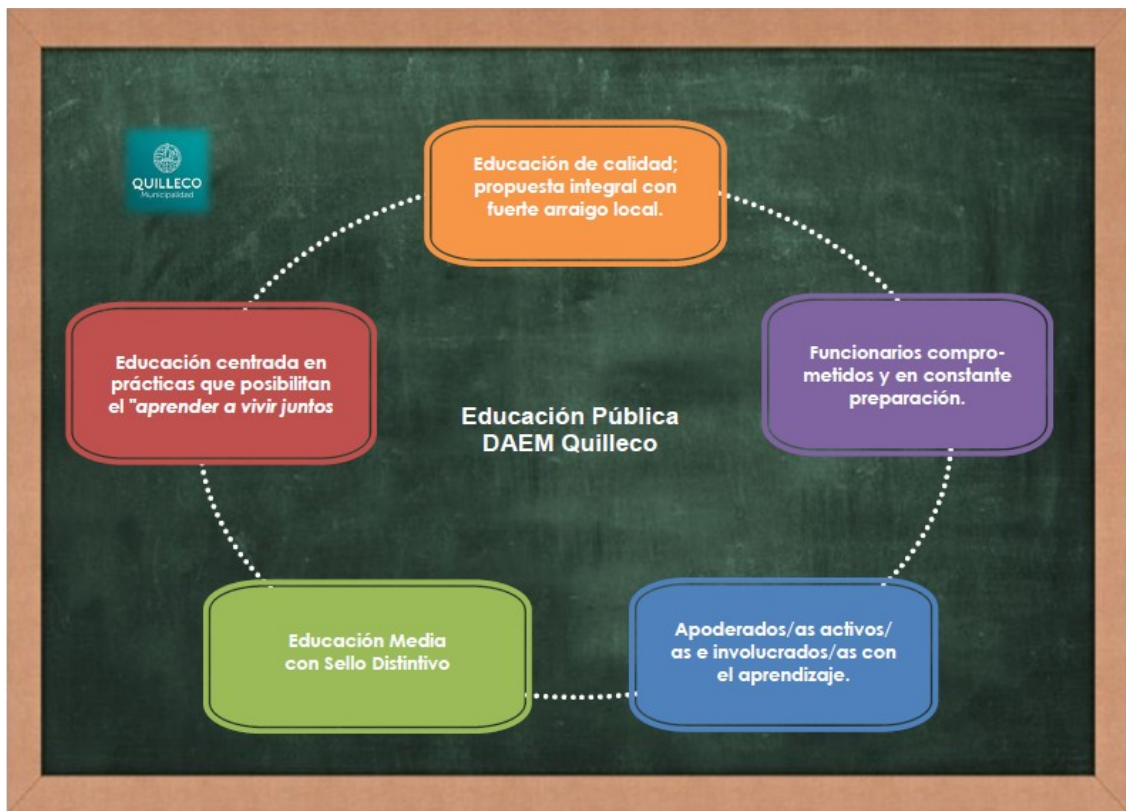 QUILLECO
Municipalidad
Educación de calidad;
propuesta integral con
fuerte arraigo local.
Educación centrada en
prácticas que posibilitan
el "aprender a vivir juntos
Funcionarios compro-
metidos y en constante
preparación.
Educación Pública
DAEM Quilleco
Educación Media
con Sello Distintivo
Apoderados/as activos/
as e involucrados/as con
el aprendizaje.